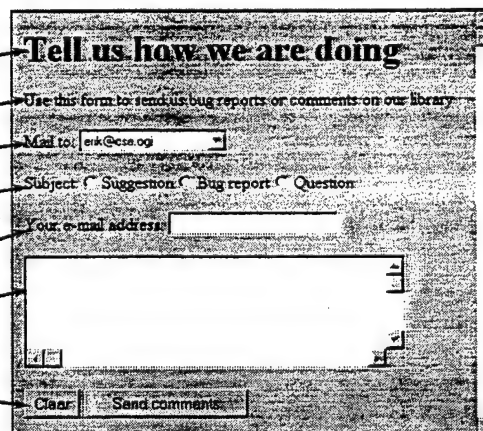 Tell us how we are doing
Use this form to send us bug reports or comments on our library
Mail to: erik@cse.ogi
Subject: Suggestion Bug report Question
Your e-mail address:
Clear Send comments